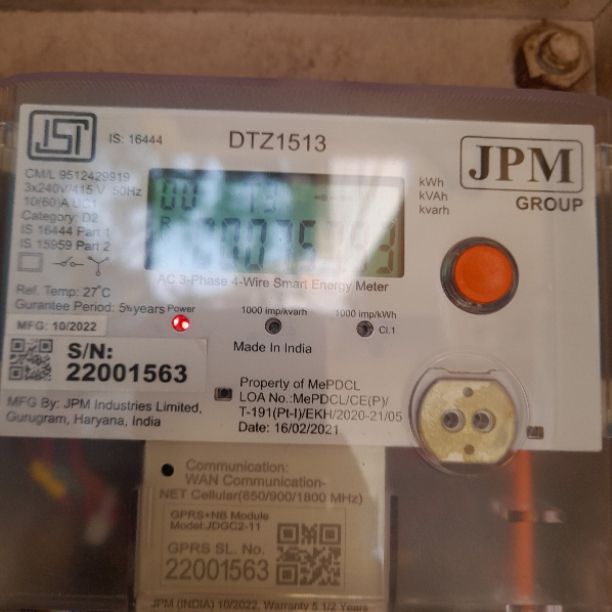 ISI
IS: 16444
DTZ1513
JPM
GROUP
CM/L 9512429919
3x240V/415 V 50Hz
10(60)A UC1
Category: D2
IS 16444 Part 1
IS 15959 Part 2
kWh
kVAh
kvarh
AC 3-Phase 4-Wire Smart Energy Meter
Ref. Temp: 27°C
Gurantee Period: 5½years
MFG: 10/2022
Power
1000 imp/kvarh
1000 imp/kWh
Cl.1
Made In India
S/N:
22001563
MFG By: JPM Industries Limited,
Gurugram, Haryana, India
Property of MePDCL
LOA No.:MePDCL/CE(P)/
T-191(Pt-I)/EKH/2020-21/05
Date: 16/02/2021
Communication:
WAN Communication-
NET Cellular(850/900/1800 MHz)
GPRS+NB Module
Model:JDGC2-11
GPRS SL. No.
22001563
JPM (INDIA) 10/2022, Warranty 5 1/2 Years